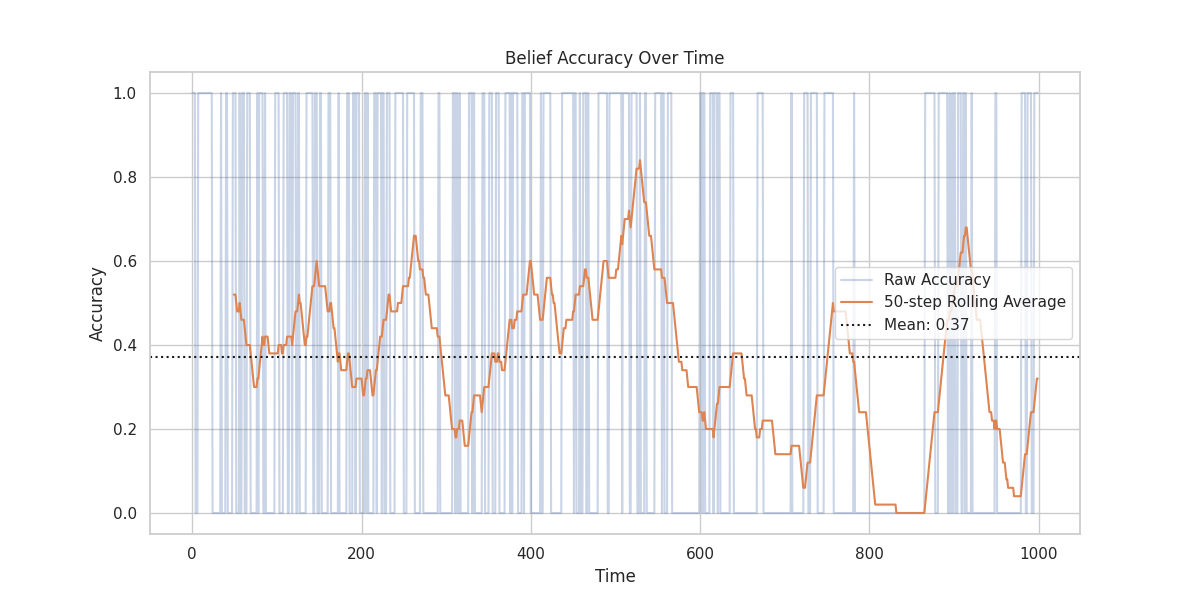 Belief Accuracy Over Time
1.0
0.8
0.6
0.4
0.2
0.0
Accuracy
Raw Accuracy
50-step Rolling Average
Mean: 0.37
0 200 400 600 800 1000
Time